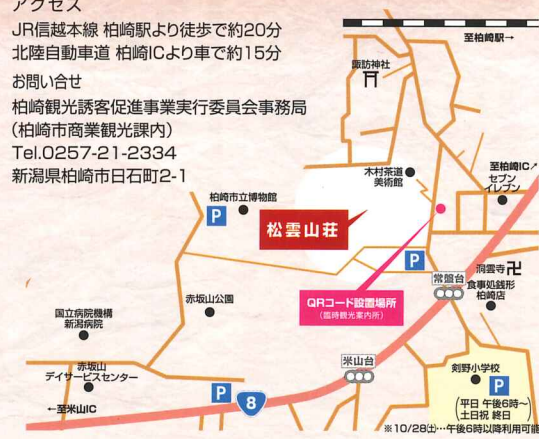 アクセス
JR信越本線 柏崎駅より徒歩で約20分
北陸自動車道 柏崎ICより車で約15分
お問い合せ
柏崎観光誘客促進事業実行委員会事務局
(柏崎市商業観光課内)
Tel.0257-21-2334
新潟県柏崎市日石町2-1
至柏崎駅→
諏訪神社
木村茶道
美術館
至柏崎IC↗
セブン
イレブン
柏崎市立博物館
P
松雲山荘
P
洞雲寺卍
常盤台
食事処銭形
柏崎店
QRコード設置場所
(臨時観光案内所)
赤坂山公園
国立病院機構
新潟病院
米山台
赤坂山
デイサービスセンター
P
8
剣野小学校
P
(平日 午後6時〜
土日祝 終日)
←至米山IC
※10/28(土)…午後6時以降利用可能